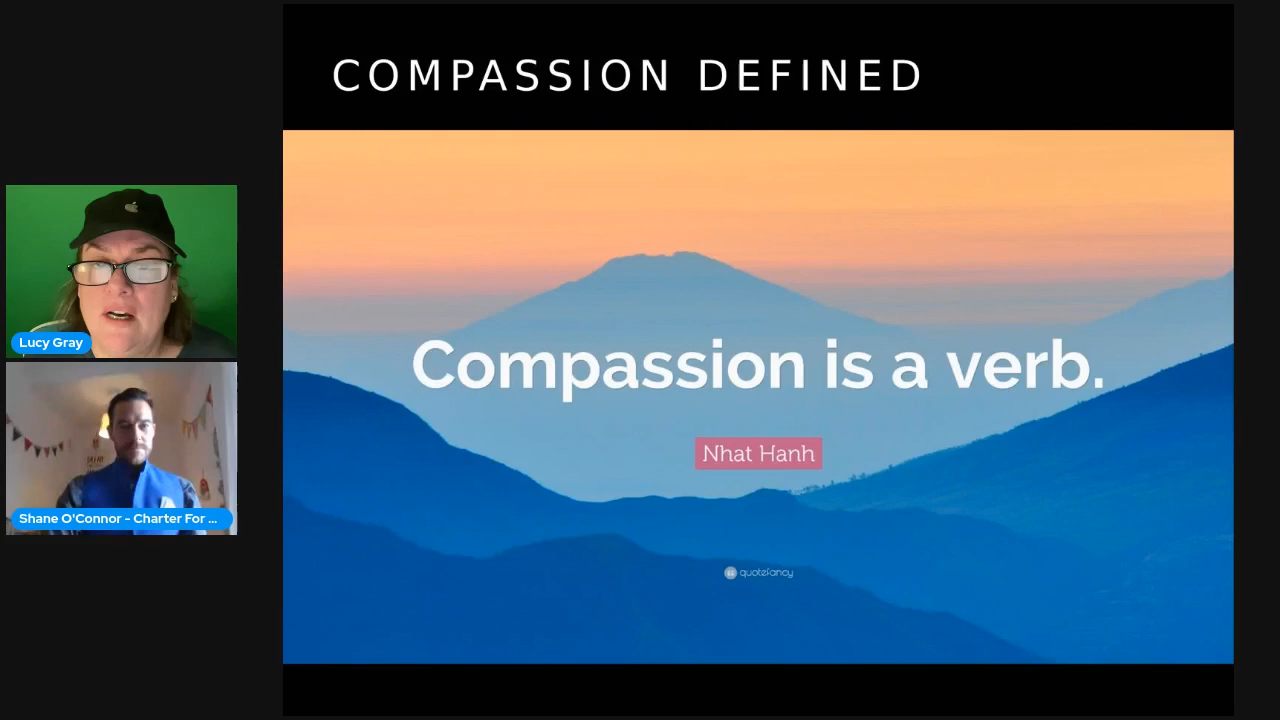 COMPASSION DEFINED
Compassion is a verb.
Nhat Hanh
quotefancy
Lucy Gray
Shane O'Connor - Charter For ...